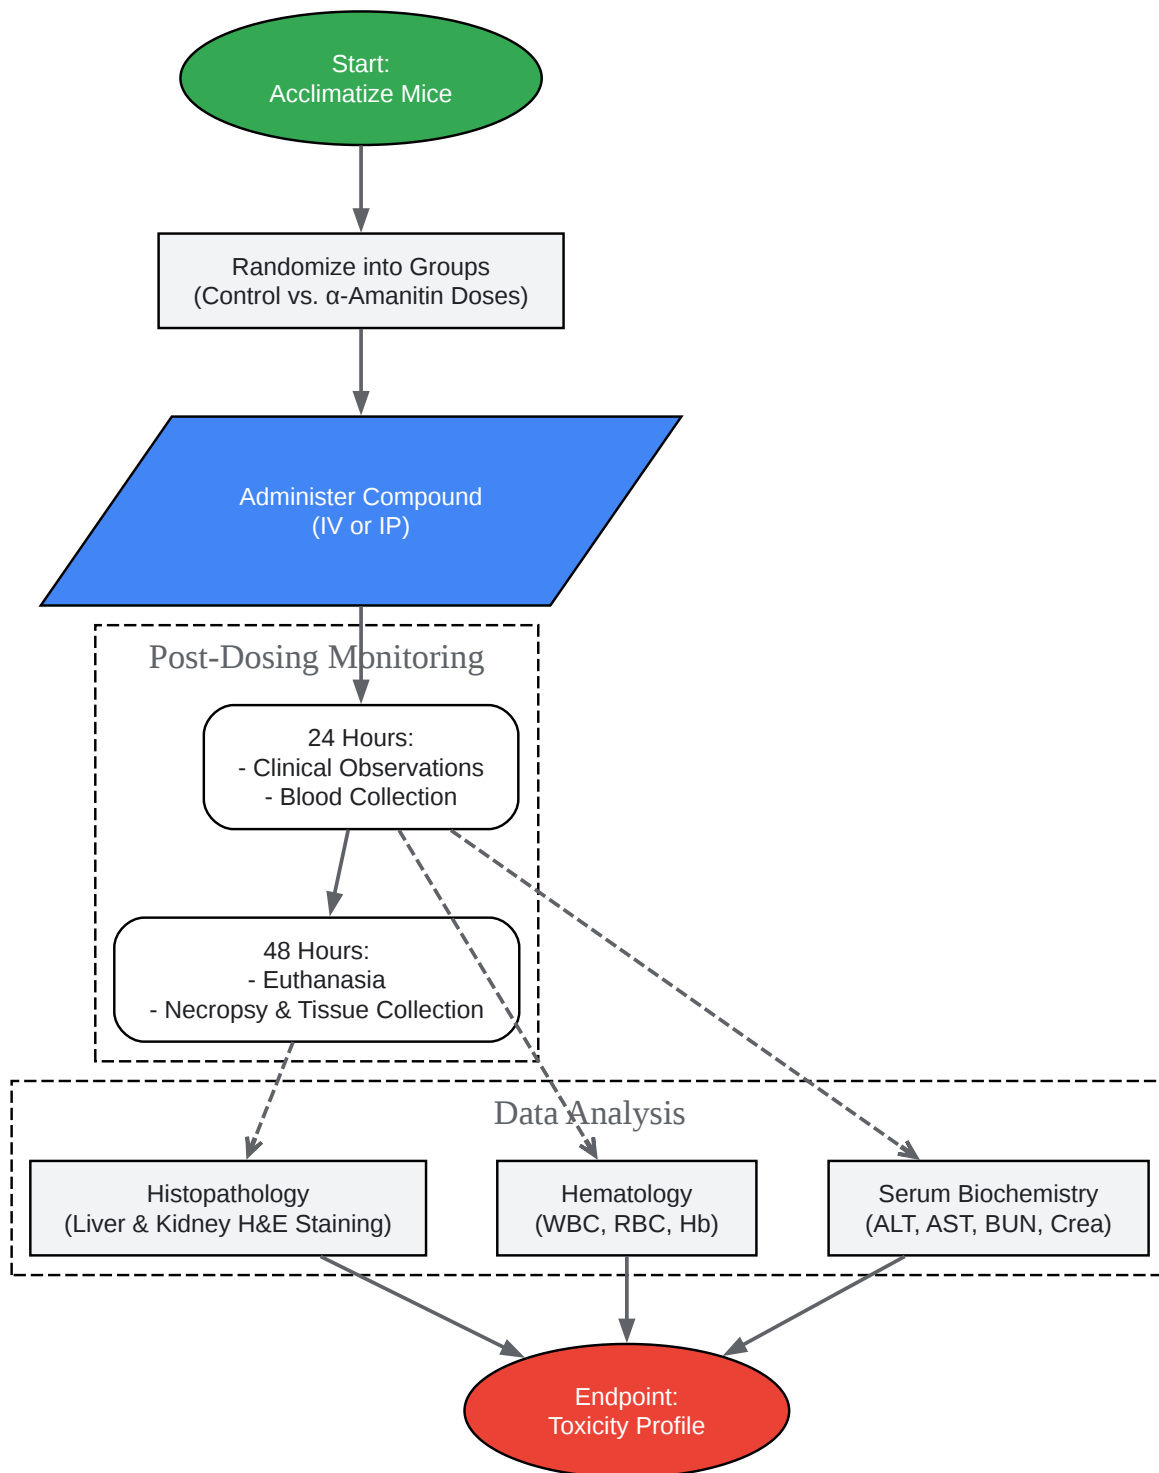 Start:
Acclimatize Mice
Randomize into Groups
(Control vs. α-Amanitin Doses)
Administer Compound
(IV or IP)
Post-Dosing Monitoring
24 Hours:
- Clinical Observations
- Blood Collection
48 Hours:
- Euthanasia
- Necropsy & Tissue Collection
Data Analysis
Histopathology
(Liver & Kidney H&E Staining)
Hematology
(WBC, RBC, Hb)
Serum Biochemistry
(ALT, AST, BUN, Crea)
Endpoint:
Toxicity Profile